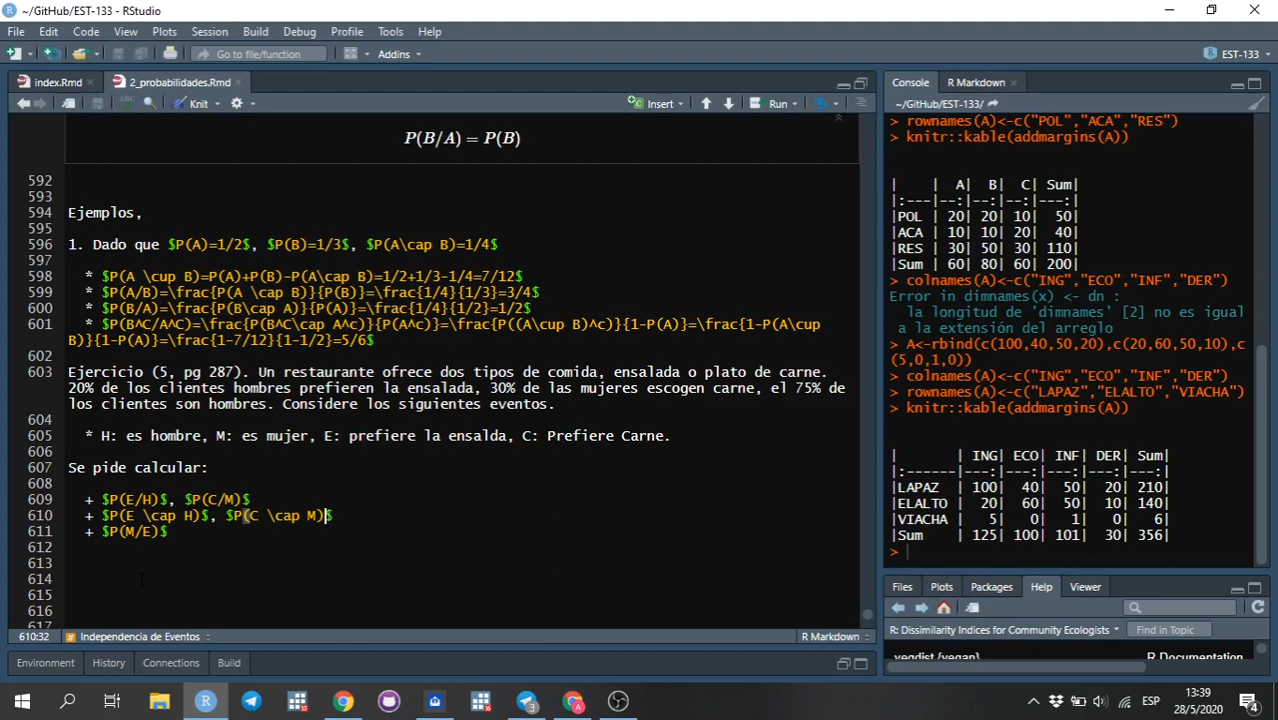 ~/GitHub/EST-133 - RStudio
File Edit Code View Plots Session Build Debug Profile Tools Help
Go to file/function Addins EST-133
index.Rmd 2_probabilidades.Rmd
Knit Insert Run
P(B/A) = P(B)
592
593
594 Ejemplos,
595
596 1. Dado que $P(A)=1/2$, $P(B)=1/3$, $P(A\cap B)=1/4$
597
598 * $P(A \cup B)=P(A)+P(B)-P(A\cap B)=1/2+1/3-1/4=7/12$
599 * $P(A/B)=\frac{P(A \cap B)}{P(B)}=\frac{1/4}{1/3}=3/4$
600 * $P(B/A)=\frac{P(B\cap A)}{P(A)}=\frac{1/4}{1/2}=1/2$
601 * $P(B^C/A^C)=\frac{P(B^C\cap A^c)}{P(A^c)}=\frac{P((A\cup B)^c)}{1-P(A)}=\frac{1-P(A\cup
B)}{1-P(A)}=\frac{1-7/12}{1-1/2}=5/6$
602
603 Ejercicio (5, pg 287). Un restaurante ofrece dos tipos de comida, ensalada o plato de carne.
20% de los clientes hombres prefieren la ensalada, 30% de las mujeres escogen carne, el 75% de
los clientes son hombres. Considere los siguientes eventos.
604
605 * H: es hombre, M: es mujer, E: prefiere la ensalda, C: Prefiere Carne.
606
607 Se pide calcular:
608
609 + $P(E/H)$, $P(C/M)$
610 + $P(E \cap H)$, $P(C \cap M)$
611 + $P(M/E)$
612
613
614
615
616
617
610:32 Independencia de Eventos R Markdown
Environment History Connections Build
Console R Markdown
~/GitHub/EST-133/
> rownames(A)<-c("POL","ACA","RES")
> knitr::kable(addmargins(A))
|    |  A|  B|  C| Sum|
|:---|--:|--:|--:|---:|
|POL | 20| 20| 10|  50|
|ACA | 10| 10| 20|  40|
|RES | 30| 50| 30| 110|
|Sum | 60| 80| 60| 200|
> colnames(A)<-c("ING","ECO","INF","DER")
Error in dimnames(x) <- dn :
la longitud de 'dimnames' [2] no es igual
a la extensión del arreglo
> A<-rbind(c(100,40,50,20),c(20,60,50,10),c
(5,0,1,0))
> colnames(A)<-c("ING","ECO","INF","DER")
> rownames(A)<-c("LAPAZ","ELALTO","VIACHA")
> knitr::kable(addmargins(A))
|       | ING| ECO| INF| DER| Sum|
|:------|---:|---:|---:|---:|---:|
|LAPAZ  | 100|  40|  50|  20| 210|
|ELALTO |  20|  60|  50|  10| 140|
|VIACHA |   5|   0|   1|   0|   6|
|Sum    | 125| 100| 101|  30| 356|
>
Files Plots Packages Help Viewer
R: Dissimilarity Indices for Community Ecologists Find in Topic
vegdist {vegan} R Documentation
ESP 13:39
28/5/2020 4
3